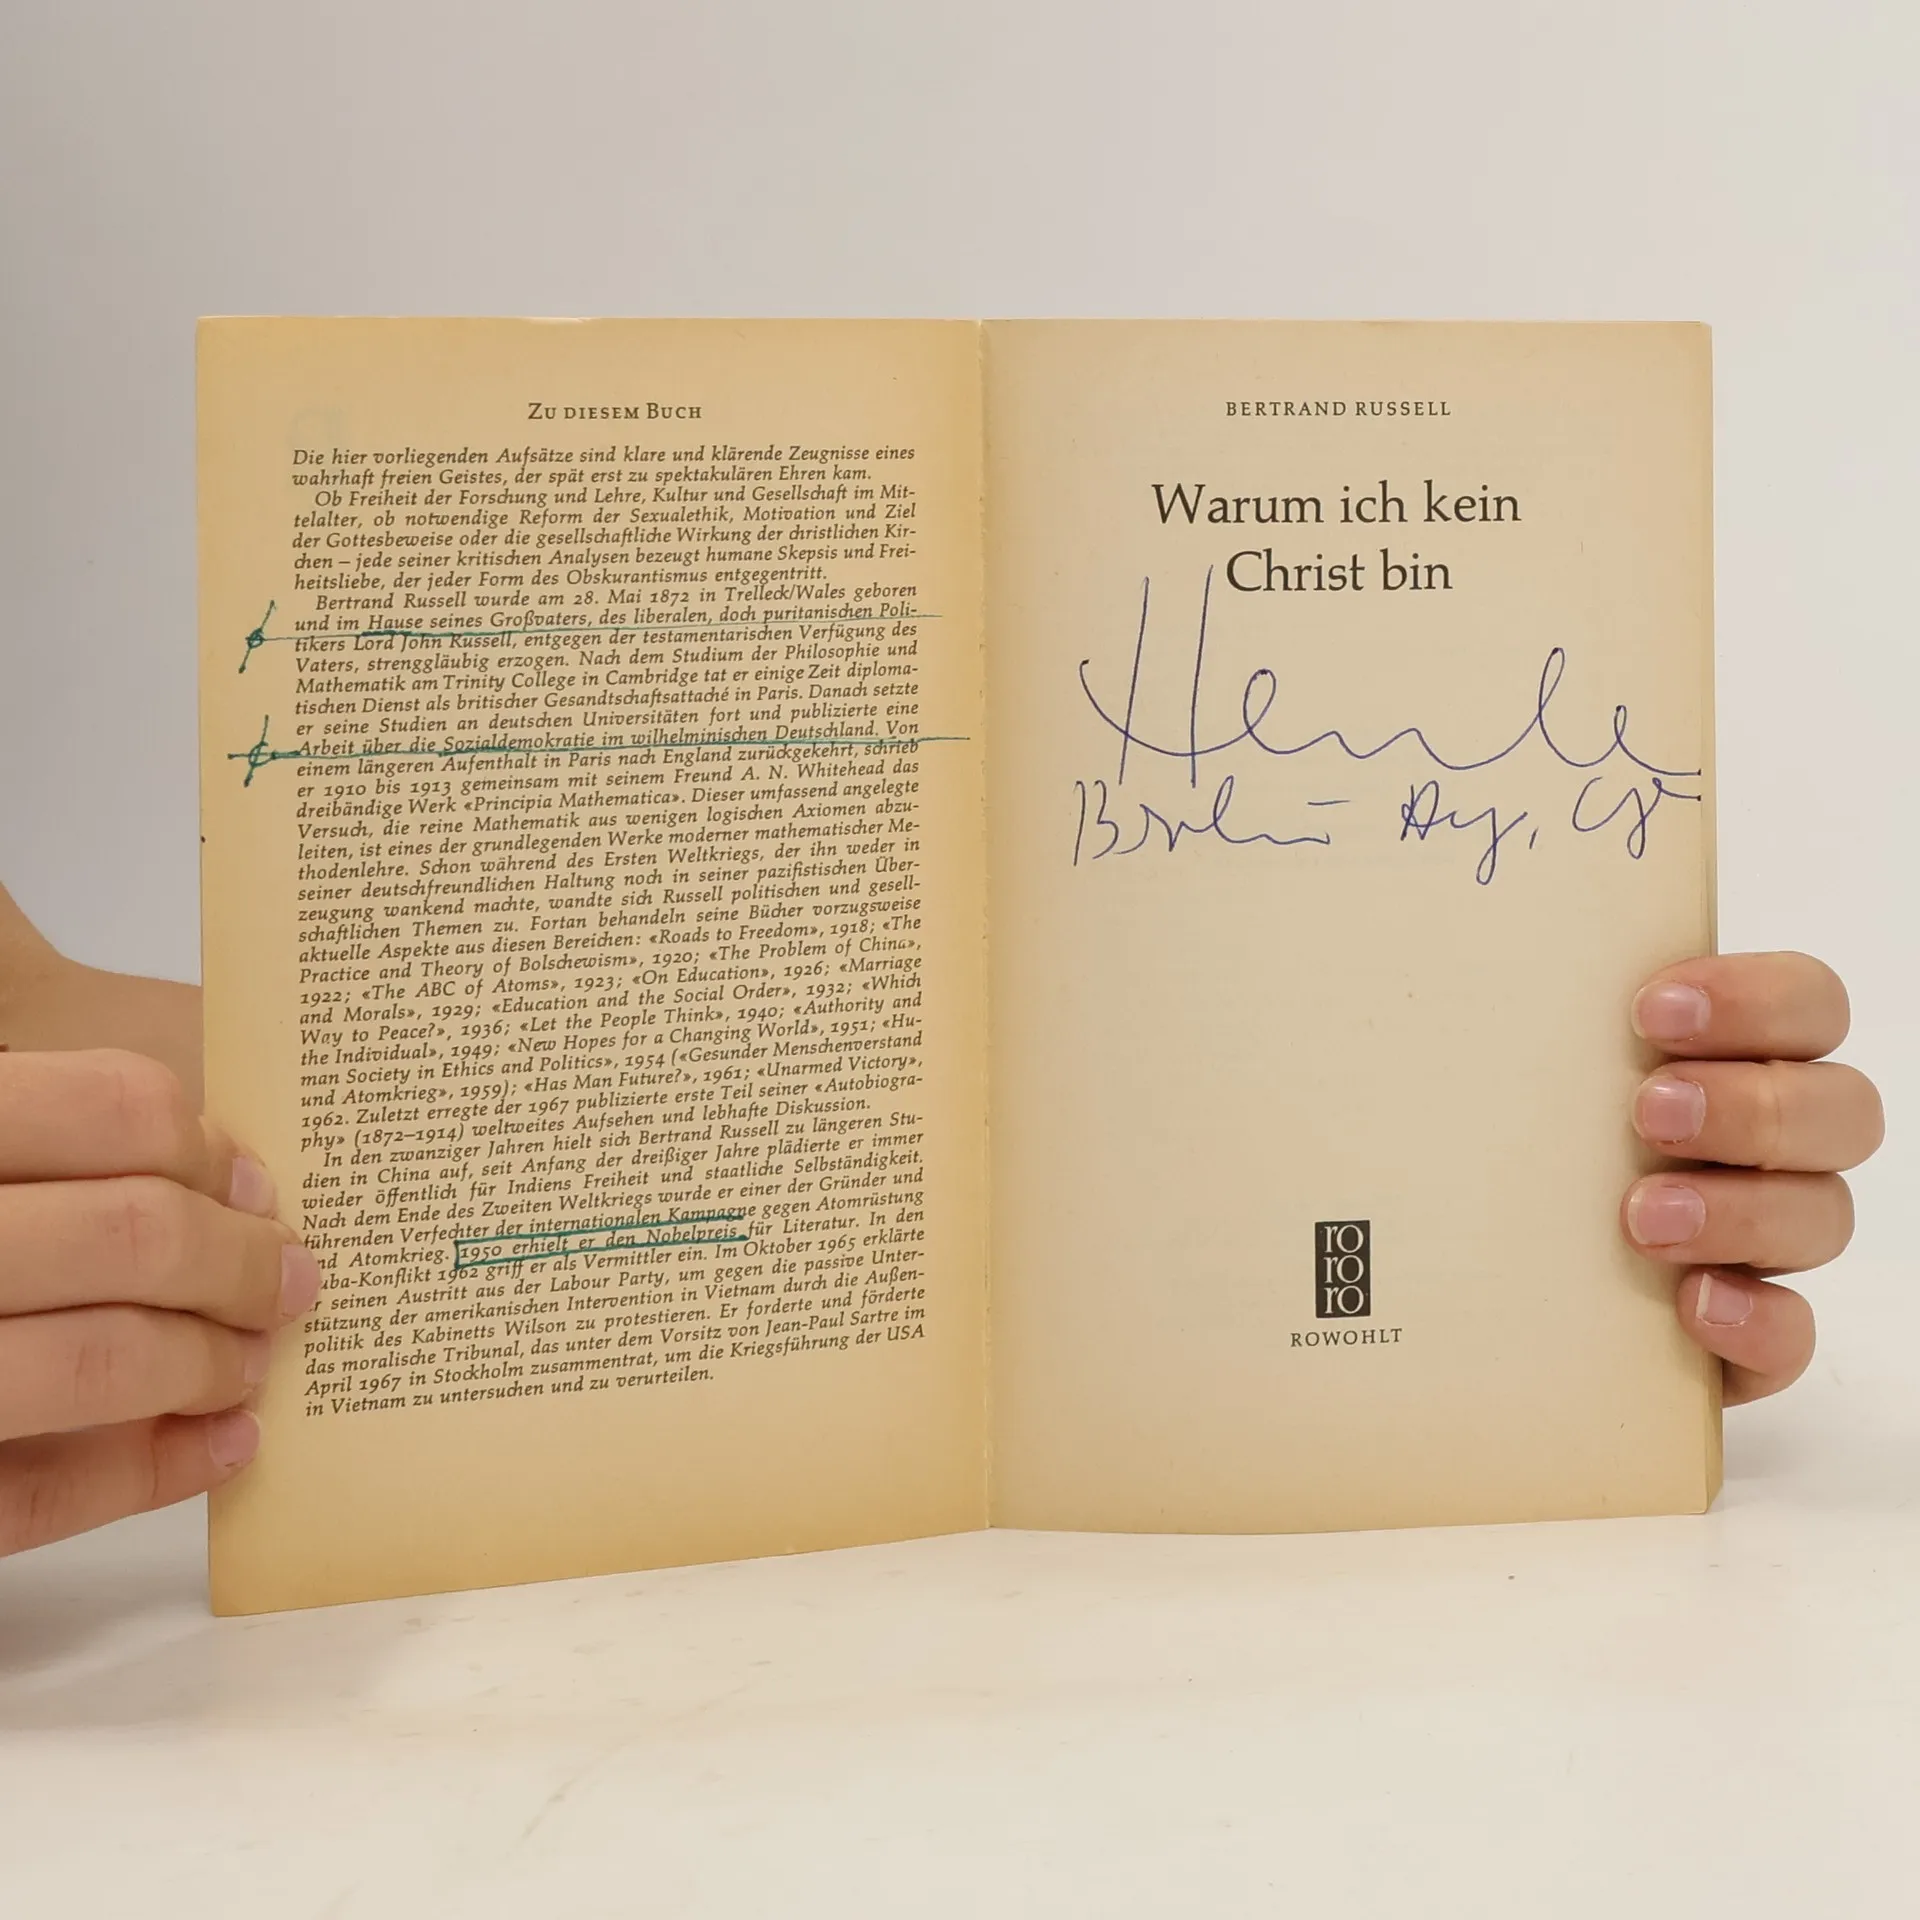 ZU DIESEM BUCH
Die hier vorliegenden Aufsätze sind klare und klärende Zeugnisse eines
wahrhaft freien Geistes, der spät erst zu spektakulären Ehren kam.
Ob Freiheit der Forschung und Lehre, Kultur und Gesellschaft im Mit-
telalter, ob notwendige Reform der Sexualethik, Motivation und Ziel
der Gottesbeweise oder die gesellschaftliche Wirkung der christlichen Kir-
chen – jede seiner kritischen Analysen bezeugt humane Skepsis und Frei-
heitsliebe, der jeder Form des Obskurantismus entgegentritt.
Bertrand Russell wurde am 28. Mai 1872 in Trelleck/Wales geboren
und im Hause seines Großvaters, des liberalen, doch puritanischen Poli-
tikers Lord John Russell, entgegen der testamentarischen Verfügung des
Vaters, strenggläubig erzogen. Nach dem Studium der Philosophie und
Mathematik am Trinity College in Cambridge tat er einige Zeit diploma-
tischen Dienst als britischer Gesandtschaftsattaché in Paris. Danach setzte
er seine Studien an deutschen Universitäten fort und publizierte eine
Arbeit über die Sozialdemokratie im wilhelminischen Deutschland. Von
einem längeren Aufenthalt in Paris nach England zurückgekehrt, schrieb
er 1910 bis 1913 gemeinsam mit seinem Freund A. N. Whitehead das
dreibändige Werk «Principia Mathematica». Dieser umfassend angelegte
Versuch, die reine Mathematik aus wenigen logischen Axiomen abzu-
leiten, ist eines der grundlegenden Werke moderner mathematischer Me-
thodenlehre. Schon während des Ersten Weltkriegs, der ihn weder in
seiner deutschfreundlichen Haltung noch in seiner pazifistischen Über-
zeugung wankend machte, wandte sich Russell politischen und gesell-
schaftlichen Themen zu. Fortan behandeln seine Bücher vorzugsweise
aktuelle Aspekte aus diesen Bereichen: «Roads to Freedom», 1918; «The
Practice and Theory of Bolschewism», 1920; «The Problem of China»,
1922; «The ABC of Atoms», 1923; «On Education», 1926; «Marriage
and Morals», 1929; «Education and the Social Order», 1932; «Which
Way to Peace?», 1936; «Let the People Think», 1940; «Authority and
the Individual», 1949; «New Hopes for a Changing World», 1951; «Hu-
man Society in Ethics and Politics», 1954 («Gesunder Menschenverstand
und Atomkrieg», 1959); «Has Man Future?», 1961; «Unarmed Victory»,
1962. Zuletzt erregte der 1967 publizierte erste Teil seiner «Autobiogra-
phy» (1872–1914) weltweites Aufsehen und lebhafte Diskussion.
In den zwanziger Jahren hielt sich Bertrand Russell zu längeren Stu-
dien in China auf, seit Anfang der dreißiger Jahre plädierte er immer
wieder öffentlich für Indiens Freiheit und staatliche Selbständigkeit.
Nach dem Ende des Zweiten Weltkriegs wurde er einer der Gründer und
führenden Verfechter der internationalen Kampagne gegen Atomrüstung
nd Atomkrieg. 1950 erhielt er den Nobelpreis für Literatur. In den
uba-Konflikt 1962 griff er als Vermittler ein. Im Oktober 1965 erklärte
r seinen Austritt aus der Labour Party, um gegen die passive Unter-
stützung der amerikanischen Intervention in Vietnam durch die Außen-
politik des Kabinetts Wilson zu protestieren. Er forderte und förderte
das moralische Tribunal, das unter dem Vorsitz von Jean-Paul Sartre im
April 1967 in Stockholm zusammentrat, um die Kriegsführung der USA
in Vietnam zu untersuchen und zu verurteilen.
BERTRAND RUSSELL
Warum ich kein
Christ bin
Berlin
ro
ro
ro
ROWOHLT